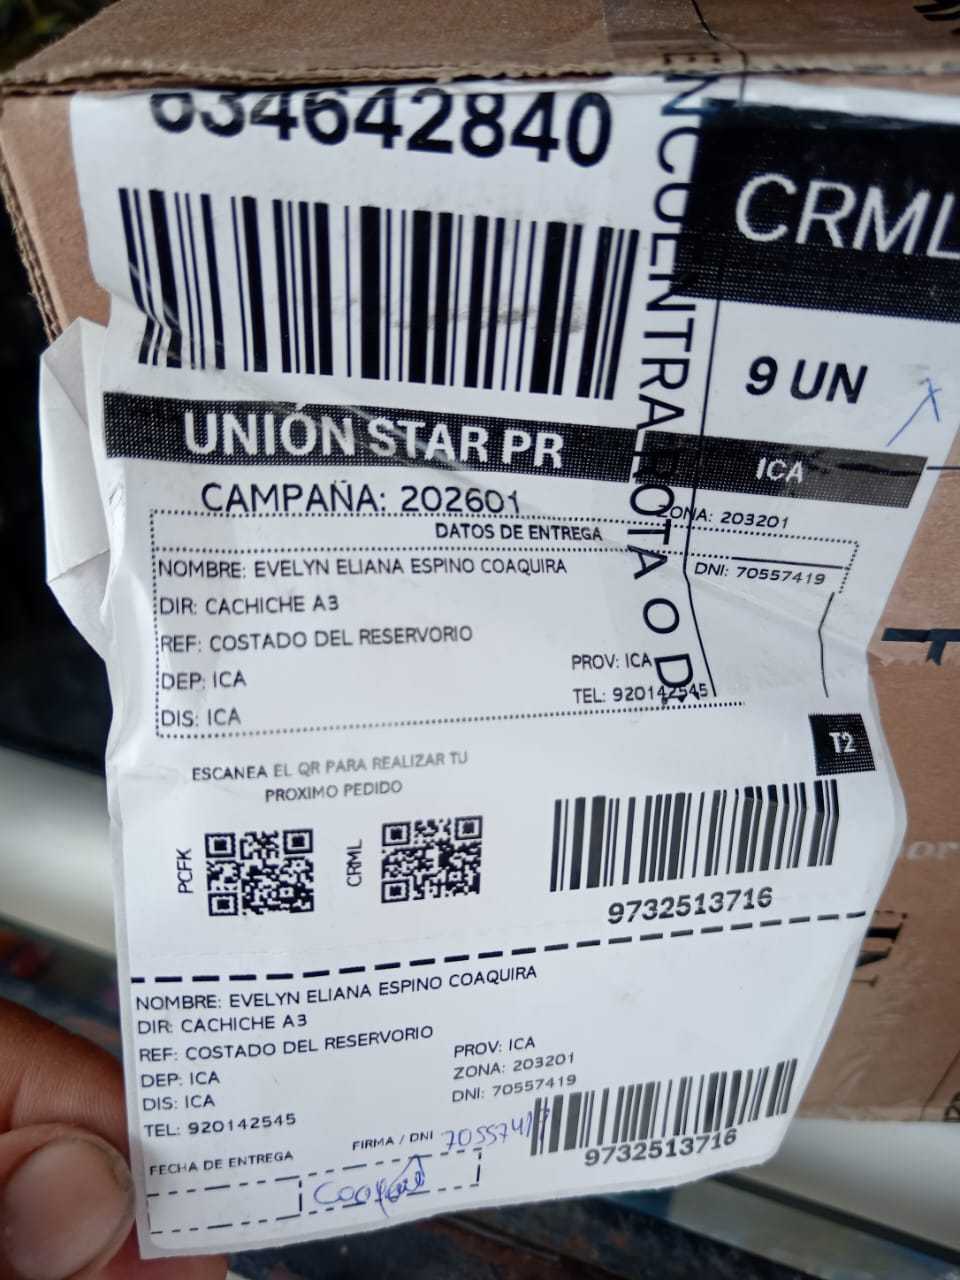 634642840
CRML
9 UN
ENCUENTRA ROTA O D
UNIÓN STAR PR
ICA
CAMPAÑA: 202601
ZONA: 203201
DATOS DE ENTREGA
NOMBRE: EVELYN ELIANA ESPINO COAQUIRA
DNI: 70557419
DIR: CACHICHE A3
REF: COSTADO DEL RESERVORIO
DEP: ICA
PROV: ICA
DIS: ICA
TEL: 920142545
T2
ESCANEA EL QR PARA REALIZAR TU
PROXIMO PEDIDO
PCFK
CRML
9732513716
NOMBRE: EVELYN ELIANA ESPINO COAQUIRA
DIR: CACHICHE A3
REF: COSTADO DEL RESERVORIO
PROV: ICA
DEP: ICA
ZONA: 203201
DIS: ICA
DNI: 70557419
TEL: 920142545
FIRMA / DNI 70557419
FECHA DE ENTREGA
9732513716